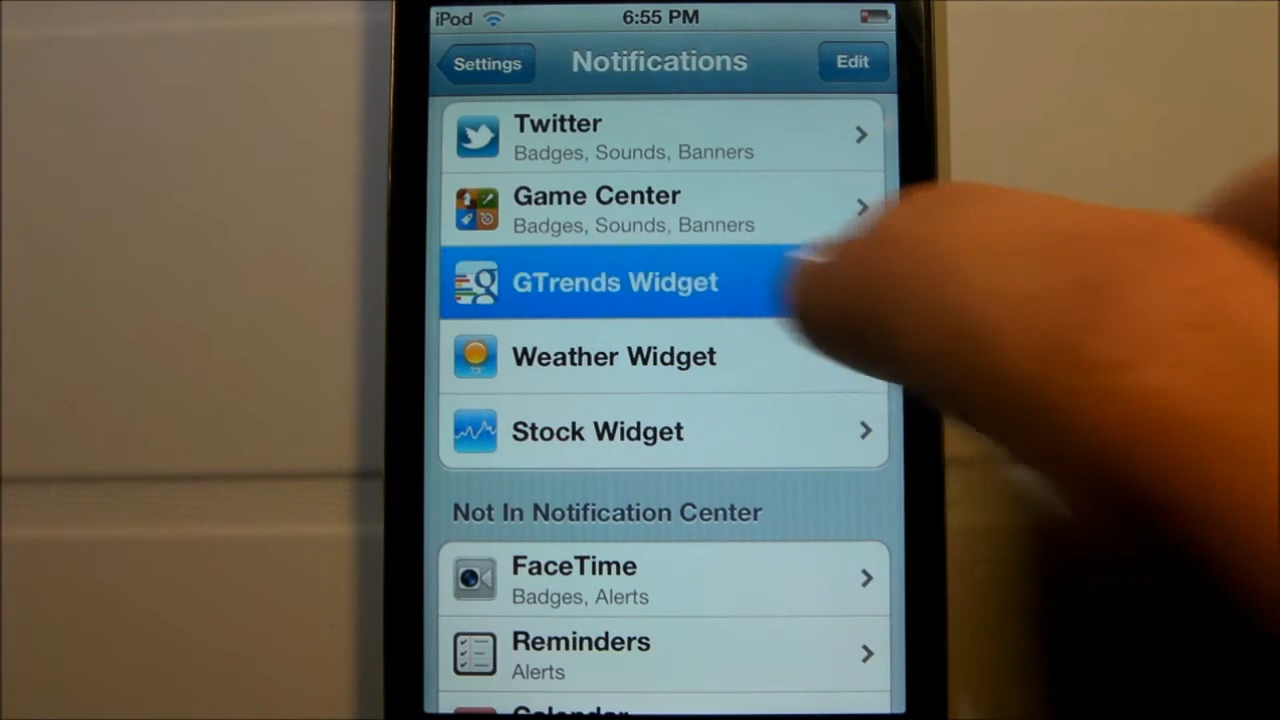 iPod
6:55 PM
Settings
Notifications
Edit
Twitter
Badges, Sounds, Banners
Game Center
Badges, Sounds, Banners
GTrends Widget
Weather Widget
Stock Widget
Not In Notification Center
FaceTime
Badges, Alerts
Reminders
Alerts
Calendar